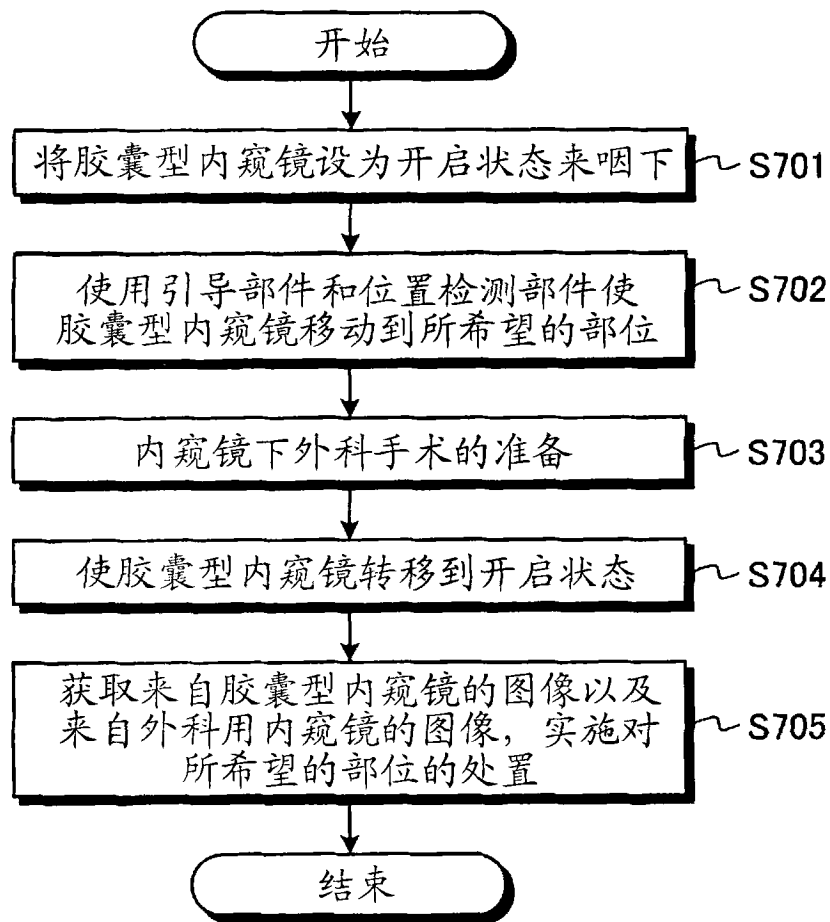 开始
将胶囊型内窥镜设为开启状态来咽下
S701
使用引导部件和位置检测部件使
胶囊型内窥镜移动到所希望的部位
S702
内窥镜下外科手术的准备
S703
使胶囊型内窥镜转移到开启状态
S704
获取来自胶囊型内窥镜的图像以及
来自外科用内窥镜的图像，实施对
所希望的部位的处置
S705
结束